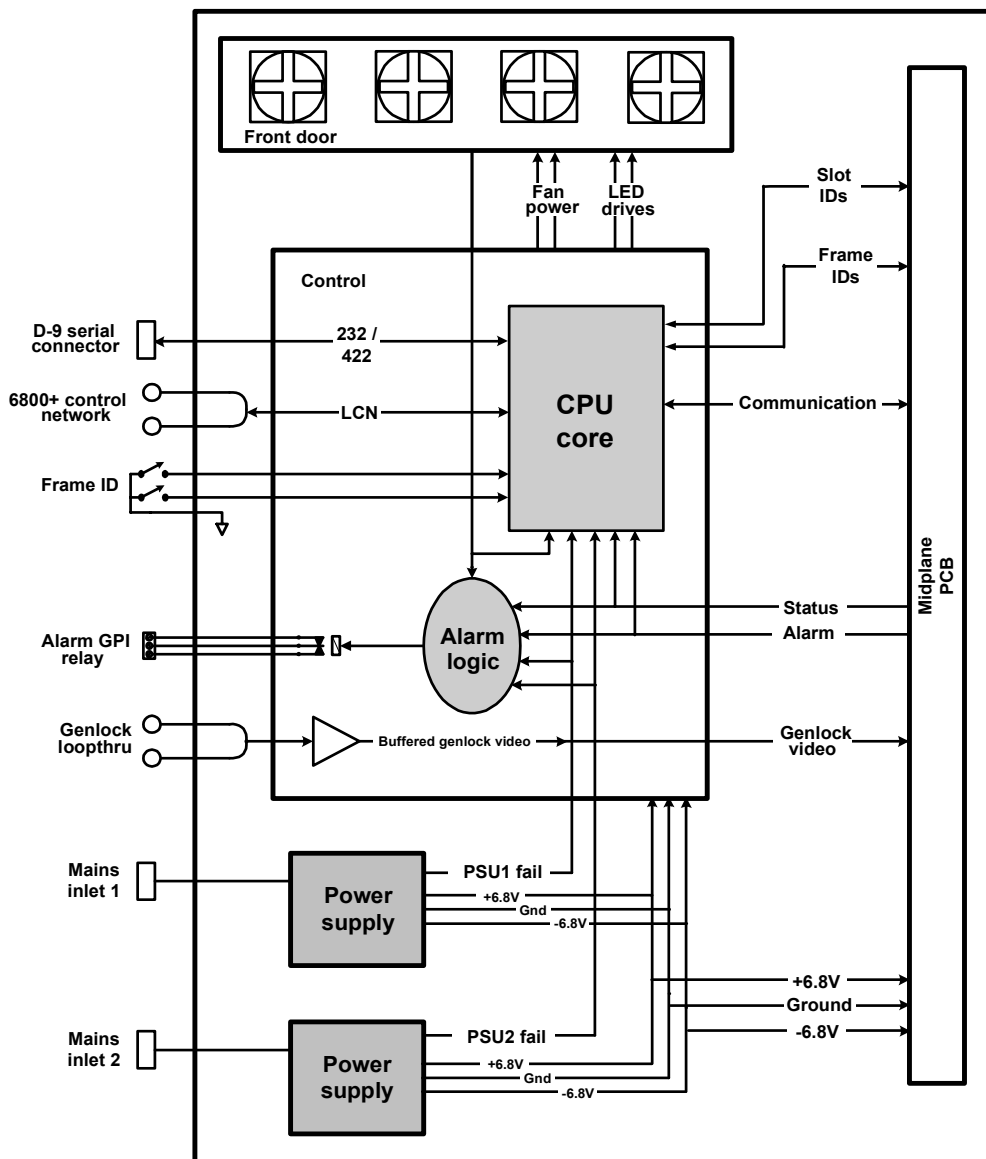 Front door
Fan
power
LED
drives
Slot
IDs
Frame
IDs
Control
D-9 serial
connector
232 /
422
6800+ control
network
LCN
CPU
core
Communication
Frame ID
Midplane
PCB
Status
Alarm
Alarm GPI
relay
Alarm
logic
Genlock
loopthru
Buffered genlock video
Genlock
video
Mains
inlet 1
Power
supply
PSU1 fail
+6.8V
Gnd
-6.8V
+6.8V
Ground
-6.8V
Mains
inlet 2
Power
supply
PSU2 fail
+6.8V
Gnd
-6.8V